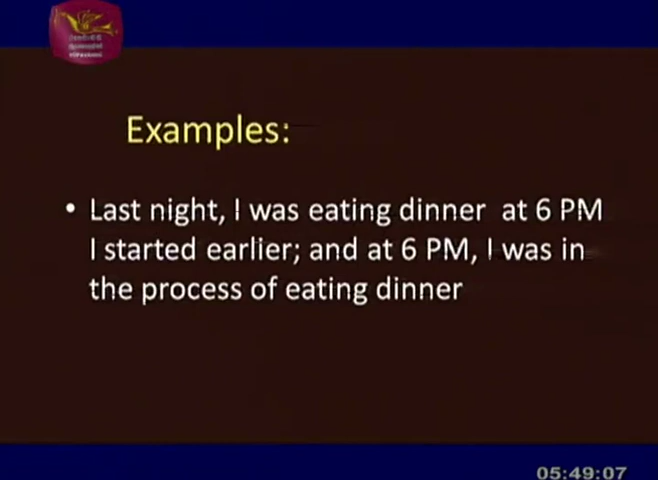 Examples:
• Last night, I was eating dinner at 6 PM
I started earlier; and at 6 PM, I was in
the process of eating dinner
05:49:07